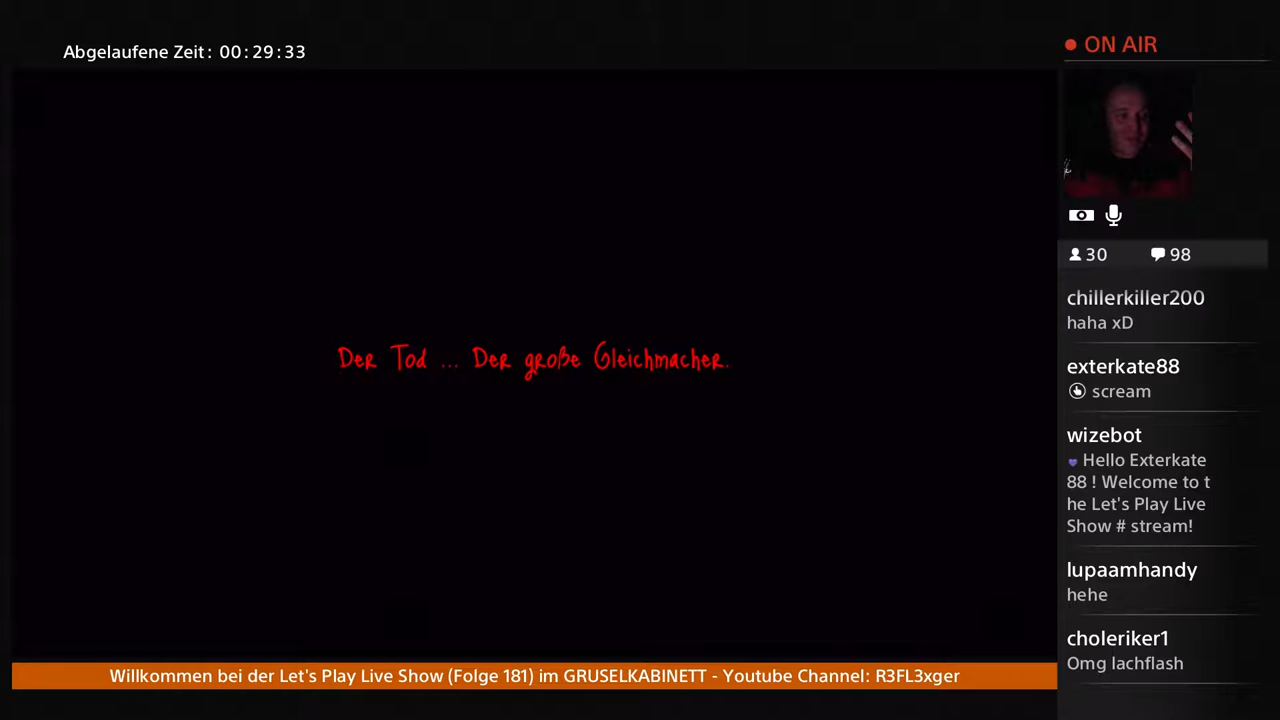 Abgelaufene Zeit: 00:29:33
ON AIR
Der Tod ... Der große Gleichmacher.
30 98
chillerkiller200
haha xD
exterkate88
scream
wizebot
Hello Exterkate
88 ! Welcome to t
he Let's Play Live
Show # stream!
lupaamhandy
hehe
choleriker1
Omg lachflash
Willkommen bei der Let's Play Live Show (Folge 181) im GRUSELKABINETT - Youtube Channel: R3FL3xger